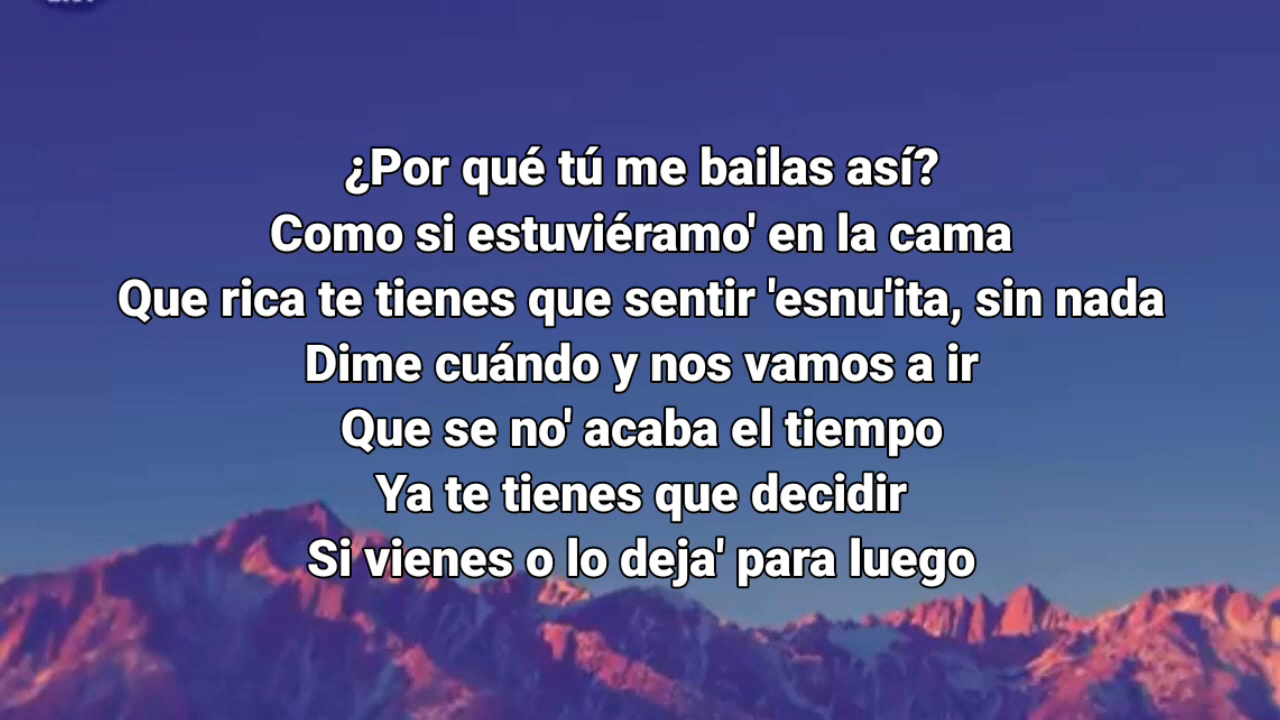 ¿Por qué tú me bailas así?
Como si estuviéramo' en la cama
Que rica te tienes que sentir 'esnu'ita, sin nada
Dime cuándo y nos vamos a ir
Que se no' acaba el tiempo
Ya te tienes que decidir
Si vienes o lo deja' para luego